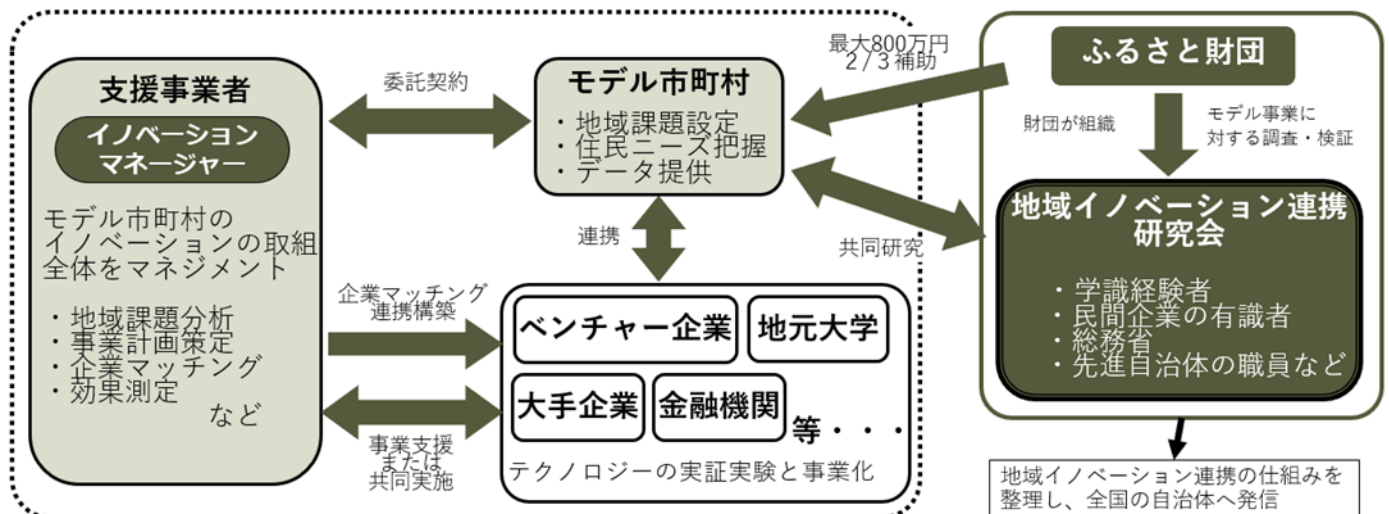 支援事業者
イノベーション
マネージャー
モデル市町村の
イノベーションの取組
全体をマネジメント
・地域課題分析
・事業計画策定
・企業マッチング
・効果測定
など
委託契約
モデル市町村
・地域課題設定
・住民ニーズ把握
・データ提供
連携
企業マッチング
連携構築
事業支援
または
共同実施
ベンチャー企業
地元大学
大手企業
金融機関
等・・・
テクノロジーの実証実験と事業化
最大800万円
2/3補助
共同研究
ふるさと財団
財団が組織
モデル事業に
対する調査・検証
地域イノベーション連携
研究会
・学識経験者
・民間企業の有識者
・総務省
・先進自治体の職員など
地域イノベーション連携の仕組みを
整理し、全国の自治体へ発信